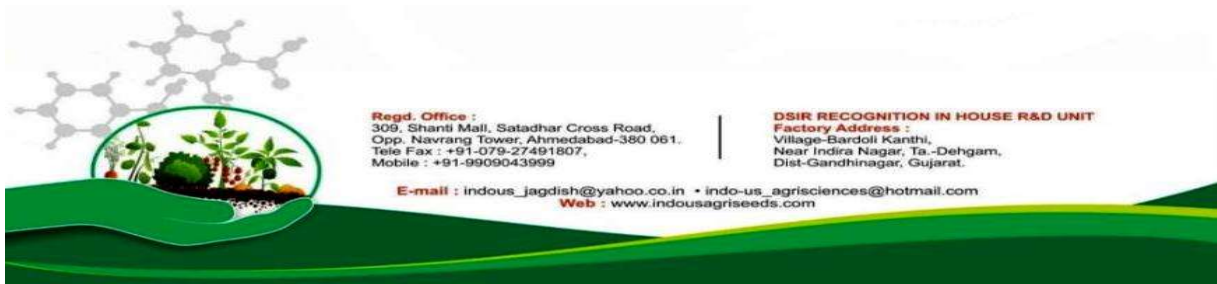 Regd. Office :
309, Shanti Mall, Satadhar Cross Road,
Opp. Navrang Tower, Ahmedabad-380 061.
Tele Fax : +91-079-27491807,
Mobile : +91-9909043999
DSIR RECOGNITION IN HOUSE R&D UNIT
Factory Address :
Village-Bardoli Kanthi,
Near Indira Nagar, Ta.-Dehgam,
Dist-Gandhinagar, Gujarat.
E-mail : indous_jagdish@yahoo.co.in • indo-us_agrisciences@hotmail.com
Web : www.indousagriseeds.com